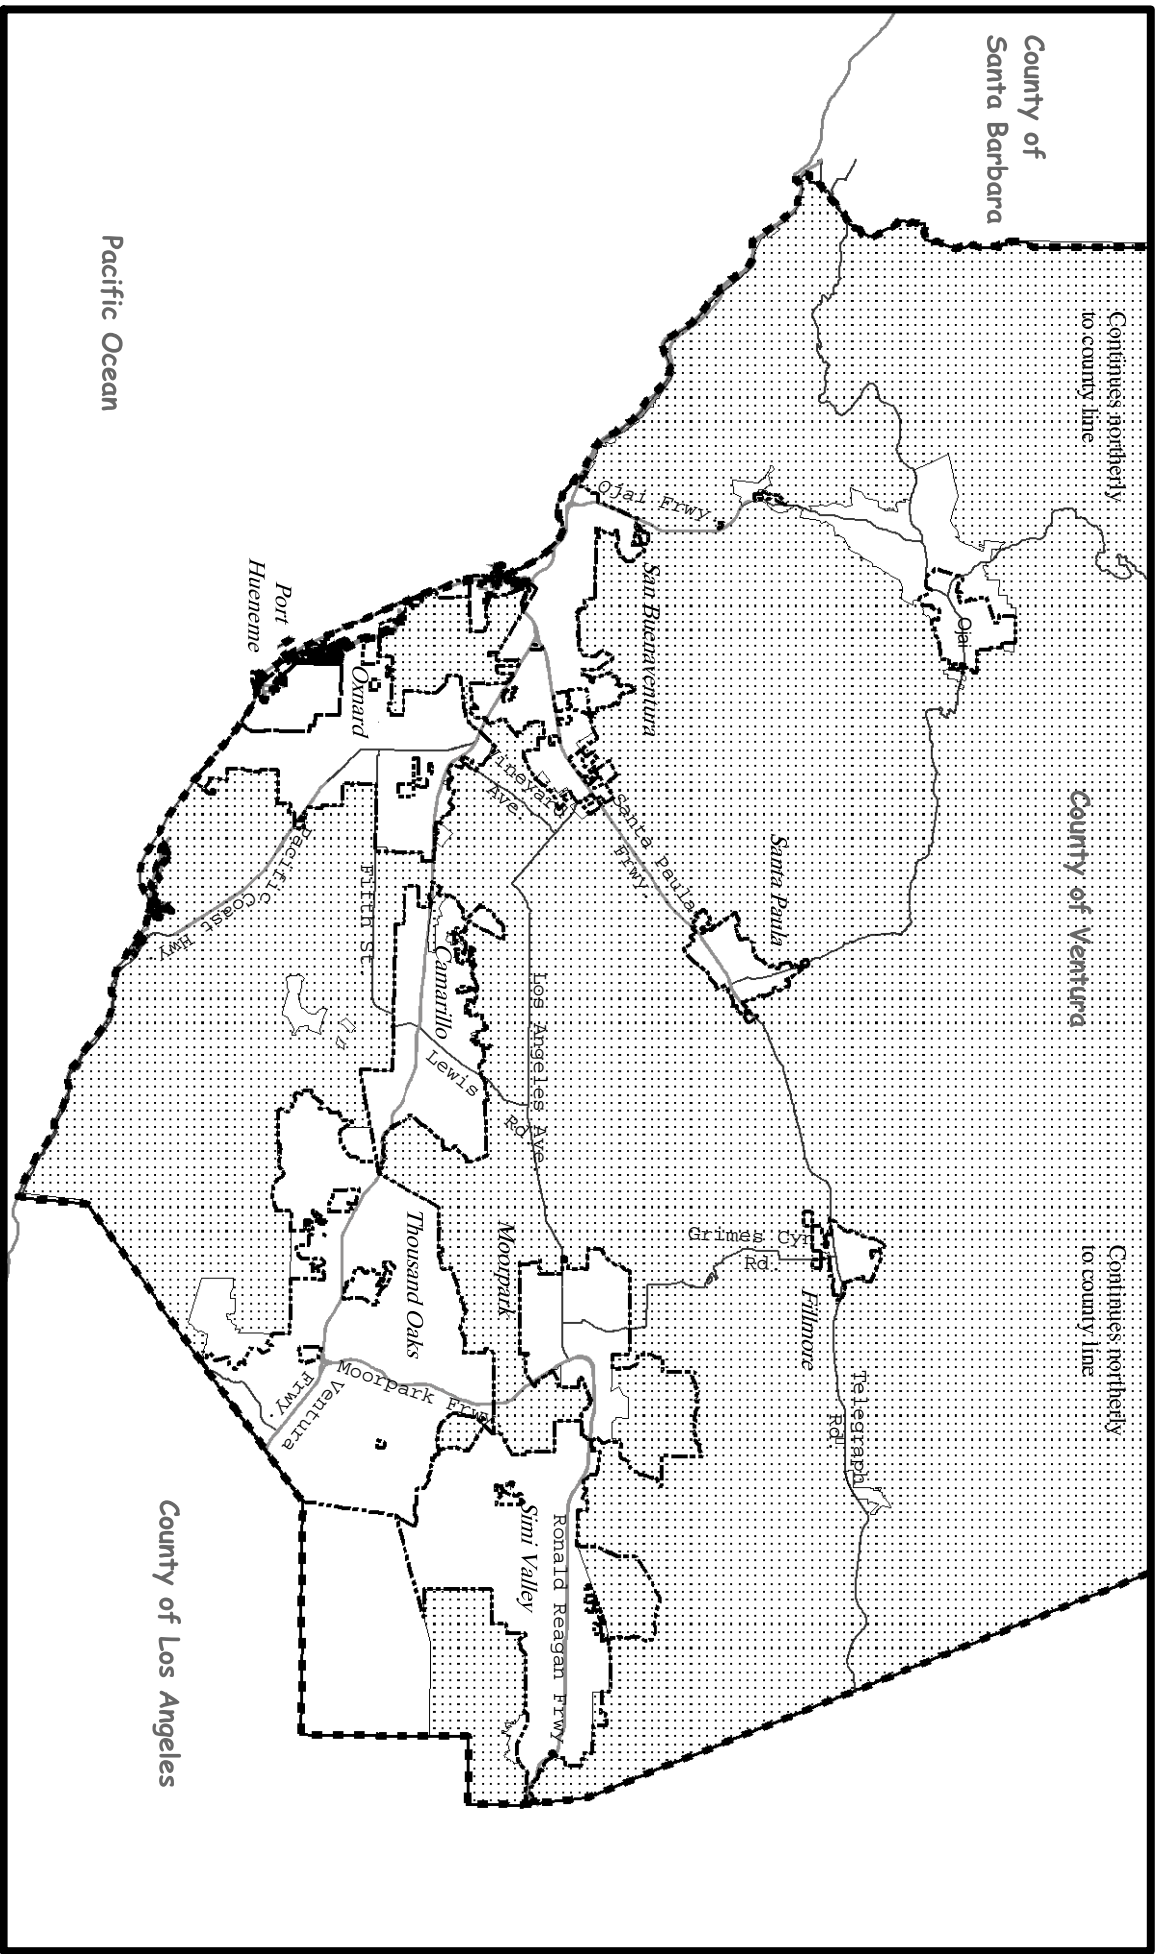 County of
Santa Barbara
Continues northerly
to county line
County of Ventura
Continues northerly
to county line
Pacific Ocean
Ojai Frwy.
Ojai
San Buenaventura
Port
Hueneme
Oxnard
Vineyard
Ave.
Santa Paula
Frwy.
Santa Paula
Pacific Coast Hwy
Fifth St.
Camarillo
Los Angeles Ave.
Lewis
Rd.
Grimes Cyn
Rd.
Fillmore
Telegraph
Rd.
Moorpark
Thousand Oaks
Moorpark Frwy
Ventura
Frwy.
Simi Valley
Ronald Reagan Frwy
County of Los Angeles